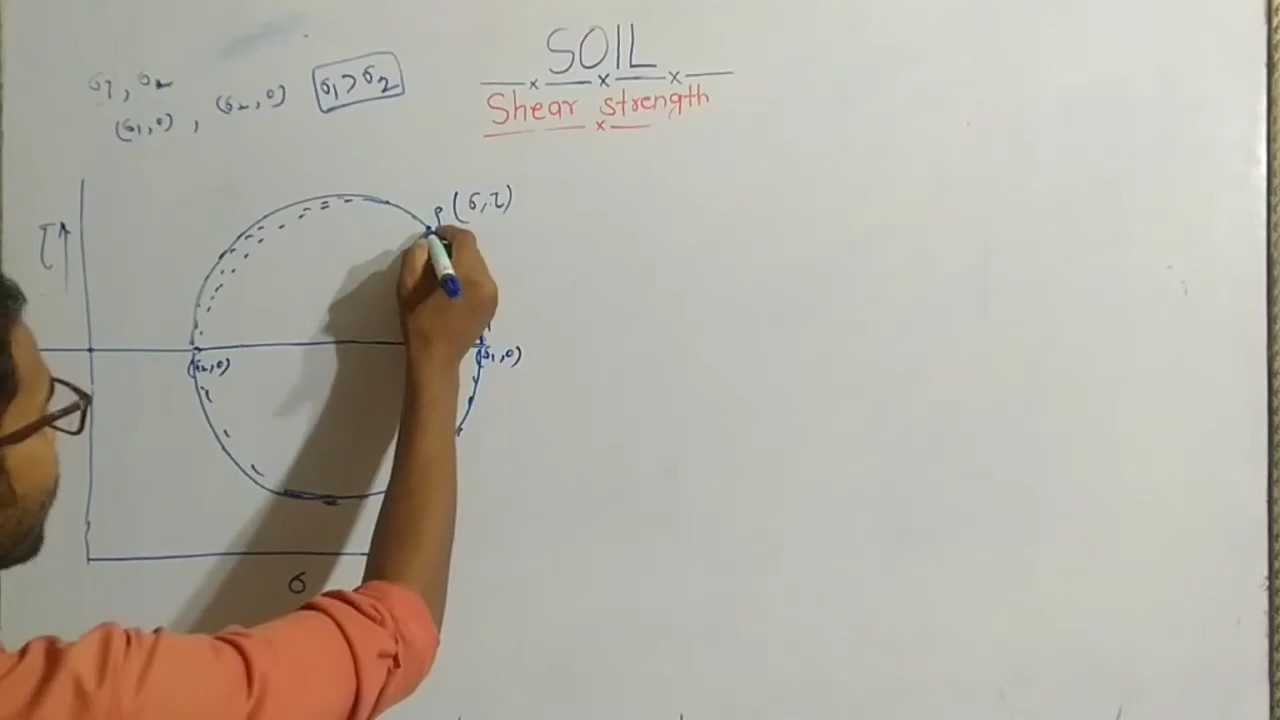 SOIL
Shear strength
σ1, σ2
(σ1,0), (σ2,0) σ1>σ2
τ↑
P(σ,τ)
(σ2,0)
(σ1,0)
σ